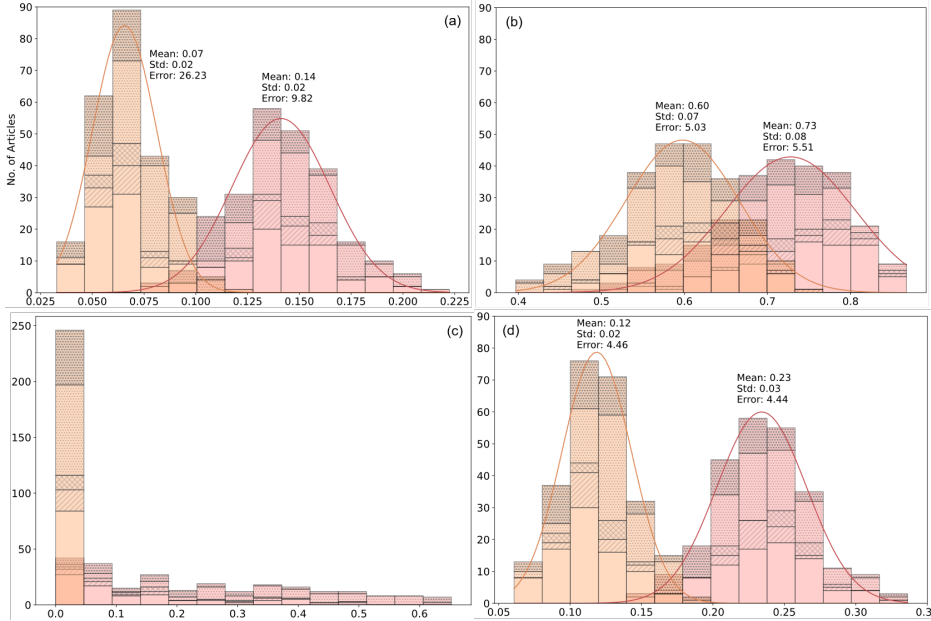 (a)
90
80
70
60
50
40
30
20
10
0
No. of Articles
Mean: 0.07
Std: 0.02
Error: 26.23
Mean: 0.14
Std: 0.02
Error: 9.82
0.025 0.050 0.075 0.100 0.125 0.150 0.175 0.200 0.225
(b)
90
80
70
60
50
40
30
20
10
0
Mean: 0.60
Std: 0.07
Error: 5.03
Mean: 0.73
Std: 0.08
Error: 5.51
0.4 0.5 0.6 0.7 0.8
(c)
250
200
150
100
50
0
0.0 0.1 0.2 0.3 0.4 0.5 0.6
(d)
90
80
70
60
50
40
30
20
10
0
Mean: 0.12
Std: 0.02
Error: 4.46
Mean: 0.23
Std: 0.03
Error: 4.44
0.05 0.10 0.15 0.20 0.25 0.30 0.3